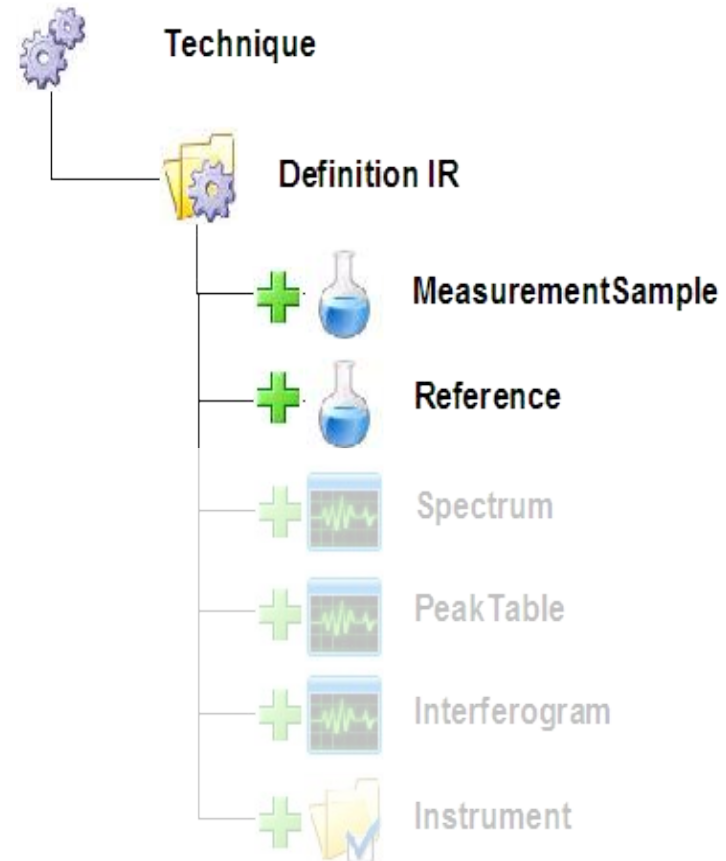 Technique
Definition IR
MeasurementSample
Reference
Spectrum
PeakTable
Interferogram
Instrument